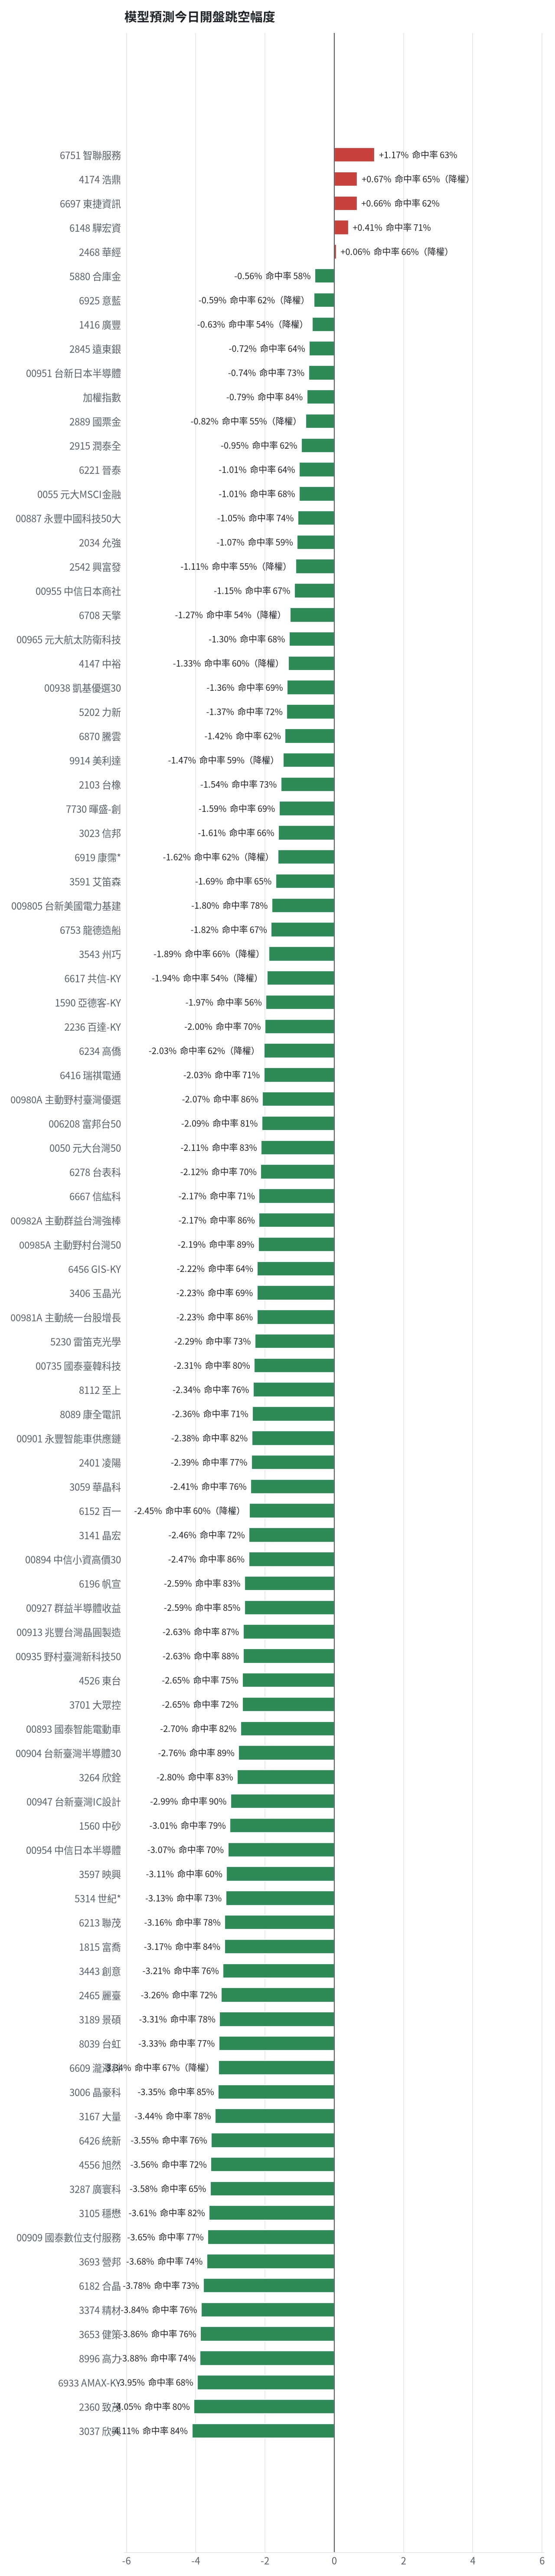 模型預測今日開盤跳空幅度
6751 智聯服務 +1.17% 命中率 63%
4174 浩鼎 +0.67% 命中率 65%（降權）
6697 東捷資訊 +0.66% 命中率 62%
6148 驊宏資 +0.41% 命中率 71%
2468 華經 +0.06% 命中率 66%（降權）
5880 合庫金 -0.56% 命中率 58%
6925 意藍 -0.59% 命中率 62%（降權）
1416 廣豐 -0.63% 命中率 54%（降權）
2845 遠東銀 -0.72% 命中率 64%
00951 台新日本半導體 -0.74% 命中率 73%
加權指數 -0.79% 命中率 84%
2889 國票金 -0.82% 命中率 55%（降權）
2915 潤泰全 -0.95% 命中率 62%
6221 晉泰 -1.01% 命中率 64%
0055 元大MSCI金融 -1.01% 命中率 68%
00887 永豐中國科技50大 -1.05% 命中率 74%
2034 允強 -1.07% 命中率 59%
2542 興富發 -1.11% 命中率 55%（降權）
00955 中信日本商社 -1.15% 命中率 67%
6708 天擎 -1.27% 命中率 54%（降權）
00965 元大航太防衛科技 -1.30% 命中率 68%
4147 中裕 -1.33% 命中率 60%（降權）
00938 凱基優選30 -1.36% 命中率 69%
5202 力新 -1.37% 命中率 72%
6870 騰雲 -1.42% 命中率 62%
9914 美利達 -1.47% 命中率 59%（降權）
2103 台橡 -1.54% 命中率 73%
7730 暉盛-創 -1.59% 命中率 69%
3023 信邦 -1.61% 命中率 66%
6919 康霈* -1.62% 命中率 62%（降權）
3591 艾笛森 -1.69% 命中率 65%
009805 台新美國電力基建 -1.80% 命中率 78%
6753 龍德造船 -1.82% 命中率 67%
3543 州巧 -1.89% 命中率 66%（降權）
6617 共信-KY -1.94% 命中率 54%（降權）
1590 亞德客-KY -1.97% 命中率 56%
2236 百達-KY -2.00% 命中率 70%
6234 高僑 -2.03% 命中率 62%（降權）
6416 瑞祺電通 -2.03% 命中率 71%
00980A 主動野村臺灣優選 -2.07% 命中率 86%
006208 富邦台50 -2.09% 命中率 81%
0050 元大台灣50 -2.11% 命中率 83%
6278 台表科 -2.12% 命中率 70%
6667 信紘科 -2.17% 命中率 71%
00982A 主動群益台灣強棒 -2.17% 命中率 86%
00985A 主動野村台灣50 -2.19% 命中率 89%
6456 GIS-KY -2.22% 命中率 64%
3406 玉晶光 -2.23% 命中率 69%
00981A 主動統一台股增長 -2.23% 命中率 86%
5230 雷笛克光學 -2.29% 命中率 73%
00735 國泰臺韓科技 -2.31% 命中率 80%
8112 至上 -2.34% 命中率 76%
8089 康全電訊 -2.36% 命中率 71%
00901 永豐智能車供應鏈 -2.38% 命中率 82%
2401 凌陽 -2.39% 命中率 77%
3059 華晶科 -2.41% 命中率 76%
6152 百一 -2.45% 命中率 60%（降權）
3141 晶宏 -2.46% 命中率 72%
00894 中信小資高價30 -2.47% 命中率 86%
6196 帆宣 -2.59% 命中率 83%
00927 群益半導體收益 -2.59% 命中率 85%
00913 兆豐台灣晶圓製造 -2.63% 命中率 87%
00935 野村臺灣新科技50 -2.63% 命中率 88%
4526 東台 -2.65% 命中率 75%
3701 大眾控 -2.65% 命中率 72%
00893 國泰智能電動車 -2.70% 命中率 82%
00904 台新臺灣半導體30 -2.76% 命中率 89%
3264 欣銓 -2.80% 命中率 83%
00947 台新臺灣IC設計 -2.99% 命中率 90%
1560 中砂 -3.01% 命中率 79%
00954 中信日本半導體 -3.07% 命中率 70%
3597 映興 -3.11% 命中率 60%
5314 世紀* -3.13% 命中率 73%
6213 聯茂 -3.16% 命中率 78%
1815 富喬 -3.17% 命中率 84%
3443 創意 -3.21% 命中率 76%
2465 麗臺 -3.26% 命中率 72%
3189 景碩 -3.31% 命中率 78%
8039 台虹 -3.33% 命中率 77%
6609 瀧澤科 -3.34% 命中率 67%（降權）
3006 晶豪科 -3.35% 命中率 85%
3167 大量 -3.44% 命中率 78%
6426 統新 -3.55% 命中率 76%
4556 旭然 -3.56% 命中率 72%
3287 廣寰科 -3.58% 命中率 65%
3105 穩懋 -3.61% 命中率 82%
00909 國泰數位支付服務 -3.65% 命中率 77%
3693 營邦 -3.68% 命中率 74%
6182 合晶 -3.78% 命中率 73%
3374 精材 -3.84% 命中率 76%
3653 健策 -3.86% 命中率 76%
8996 高力 -3.88% 命中率 74%
6933 AMAX-KY -3.95% 命中率 68%
2360 致茂 -4.05% 命中率 80%
3037 欣興 -4.11% 命中率 84%
-6 -4 -2 0 2 4 6